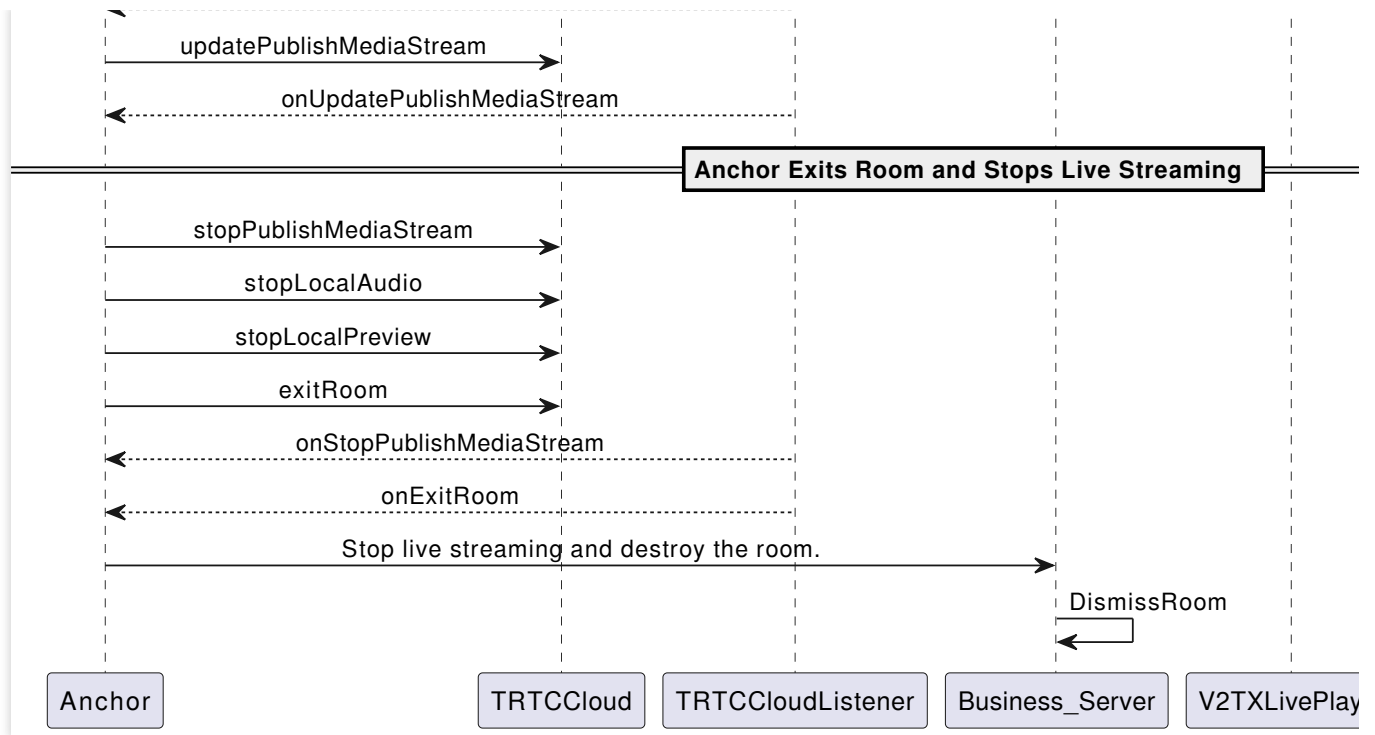 updatePublishMediaStream
onUpdatePublishMediaStream
Anchor Exits Room and Stops Live Streaming
stopPublishMediaStream
stopLocalAudio
stopLocalPreview
exitRoom
onStopPublishMediaStream
onExitRoom
Stop live streaming and destroy the room.
DismissRoom
Anchor
TRTCCloud
TRTCCloudListener
Business_Server
V2TXLivePlay